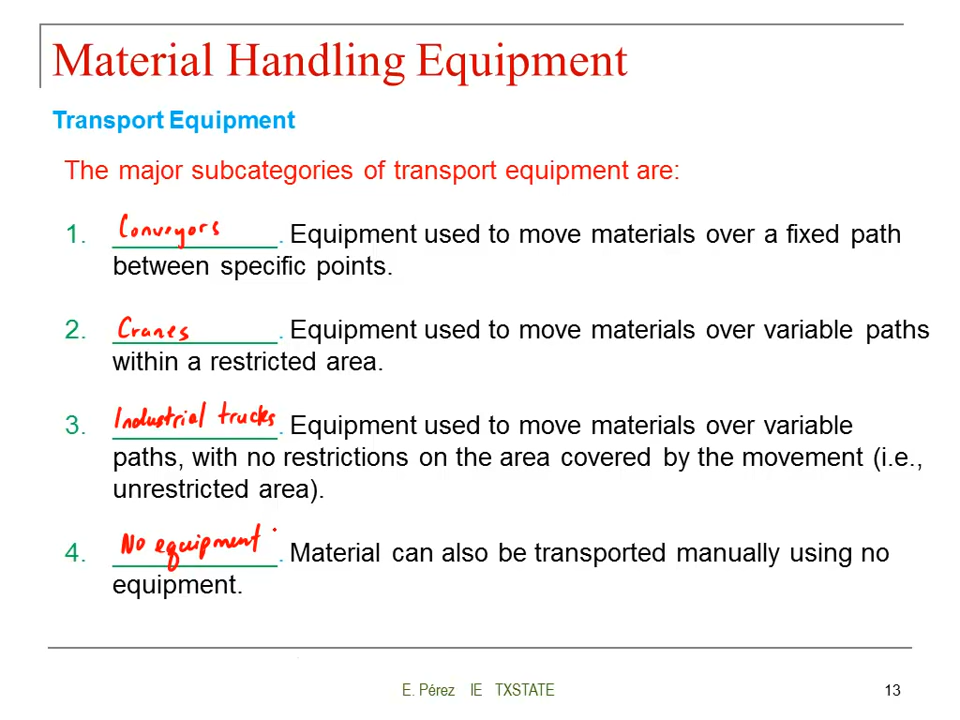 Material Handling Equipment
Transport Equipment
The major subcategories of transport equipment are:
1. Conveyors. Equipment used to move materials over a fixed path
between specific points.
2. Cranes. Equipment used to move materials over variable paths
within a restricted area.
3. Industrial trucks. Equipment used to move materials over variable
paths, with no restrictions on the area covered by the movement (i.e.,
unrestricted area).
4. No equipment. Material can also be transported manually using no
equipment.
E. Pérez IE TXSTATE 13